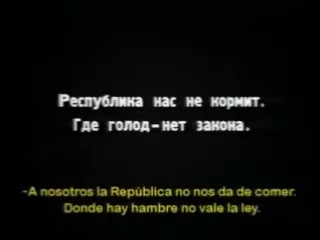 Республика нас не кормит.
Где голод-нет закона.
-A nosotros la República no nos da de comer.
Donde hay hambre no vale la ley.